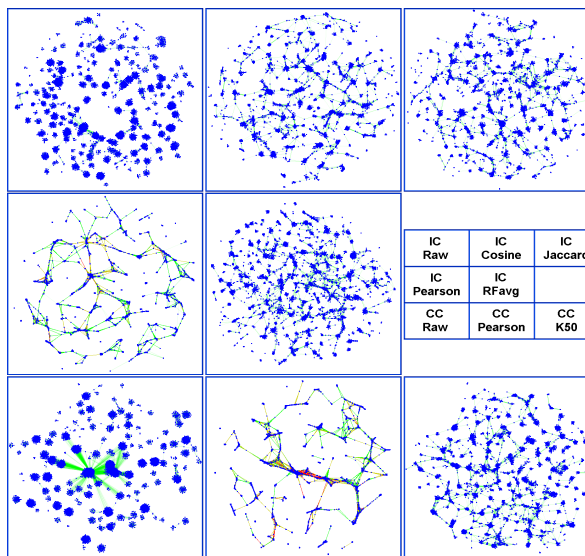 IC IC IC
Raw Cosine Jaccard
IC IC
Pearson RFavg
CC CC CC
Raw Pearson K50